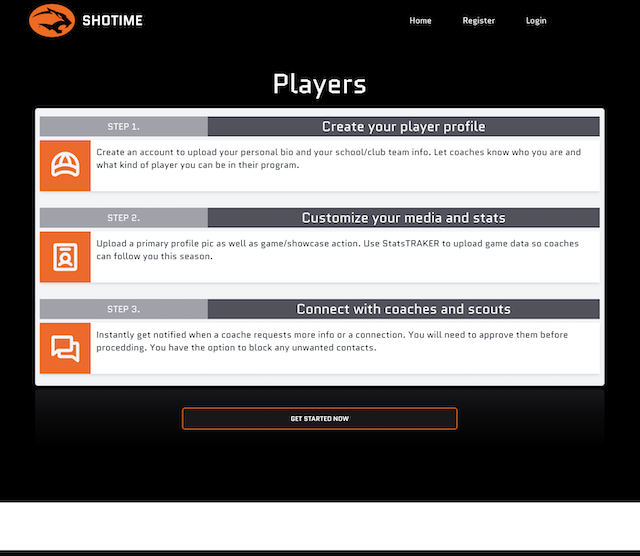 SHOTIME
Home
Register
Login
Players
STEP 1.
Create your player profile
Create an account to upload your personal bio and your school/club team info. Let coaches know who you are and
what kind of player you can be in their program.
STEP 2.
Customize your media and stats
Upload a primary profile pic as well as game/showcase action. Use StatsTRAKER to upload game data so coaches
can follow you this season.
STEP 3.
Connect with coaches and scouts
Instantly get notified when a coache requests more info or a connection. You will need to approve them before
procedding. You have the option to block any unwanted contacts.
GET STARTED NOW